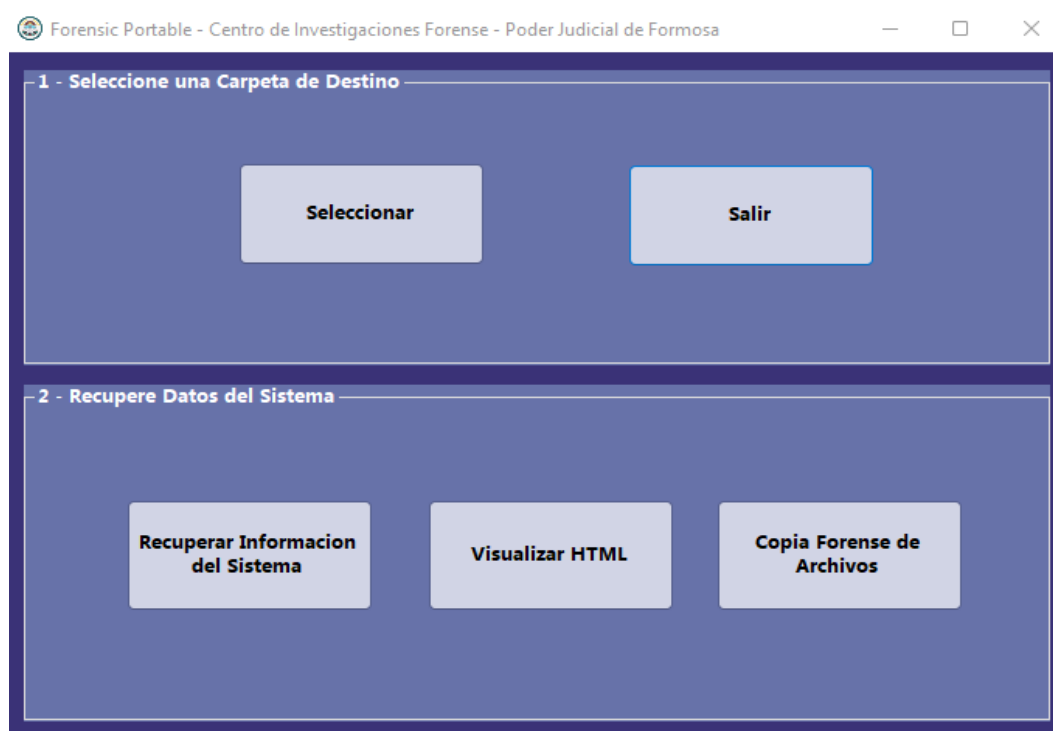 Forensic Portable - Centro de Investigaciones Forense - Poder Judicial de Formosa
1 - Seleccione una Carpeta de Destino
Seleccionar
Salir
2 - Recupere Datos del Sistema
Recuperar Informacion
del Sistema
Visualizar HTML
Copia Forense de
Archivos